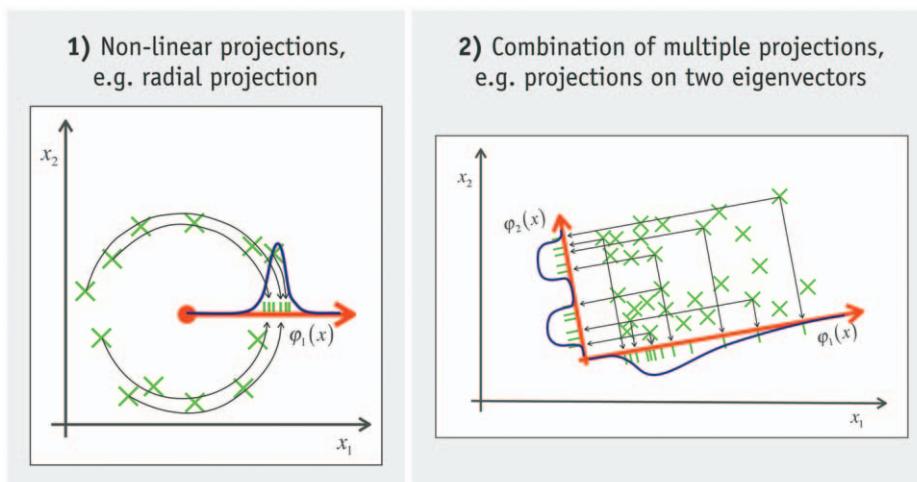 1) Non-linear projections,
e.g. radial projection
x₂
φ₁(x)
x₁
2) Combination of multiple projections,
e.g. projections on two eigenvectors
x₂
φ₂(x)
φ₁(x)
x₁